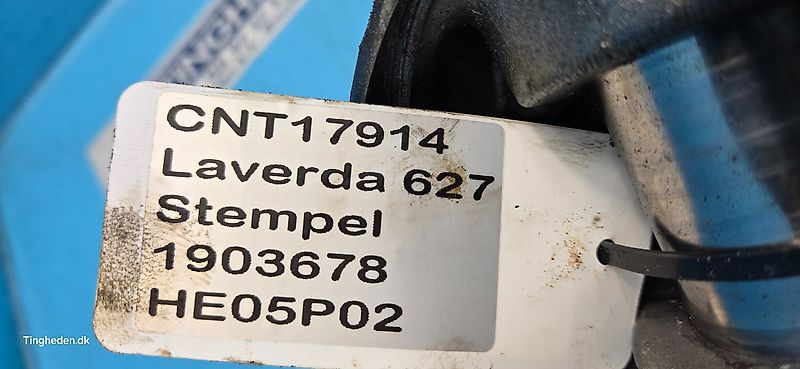 CNT17914
Laverda 627
Stempel
1903678
HE05P02
Tingheden.dk